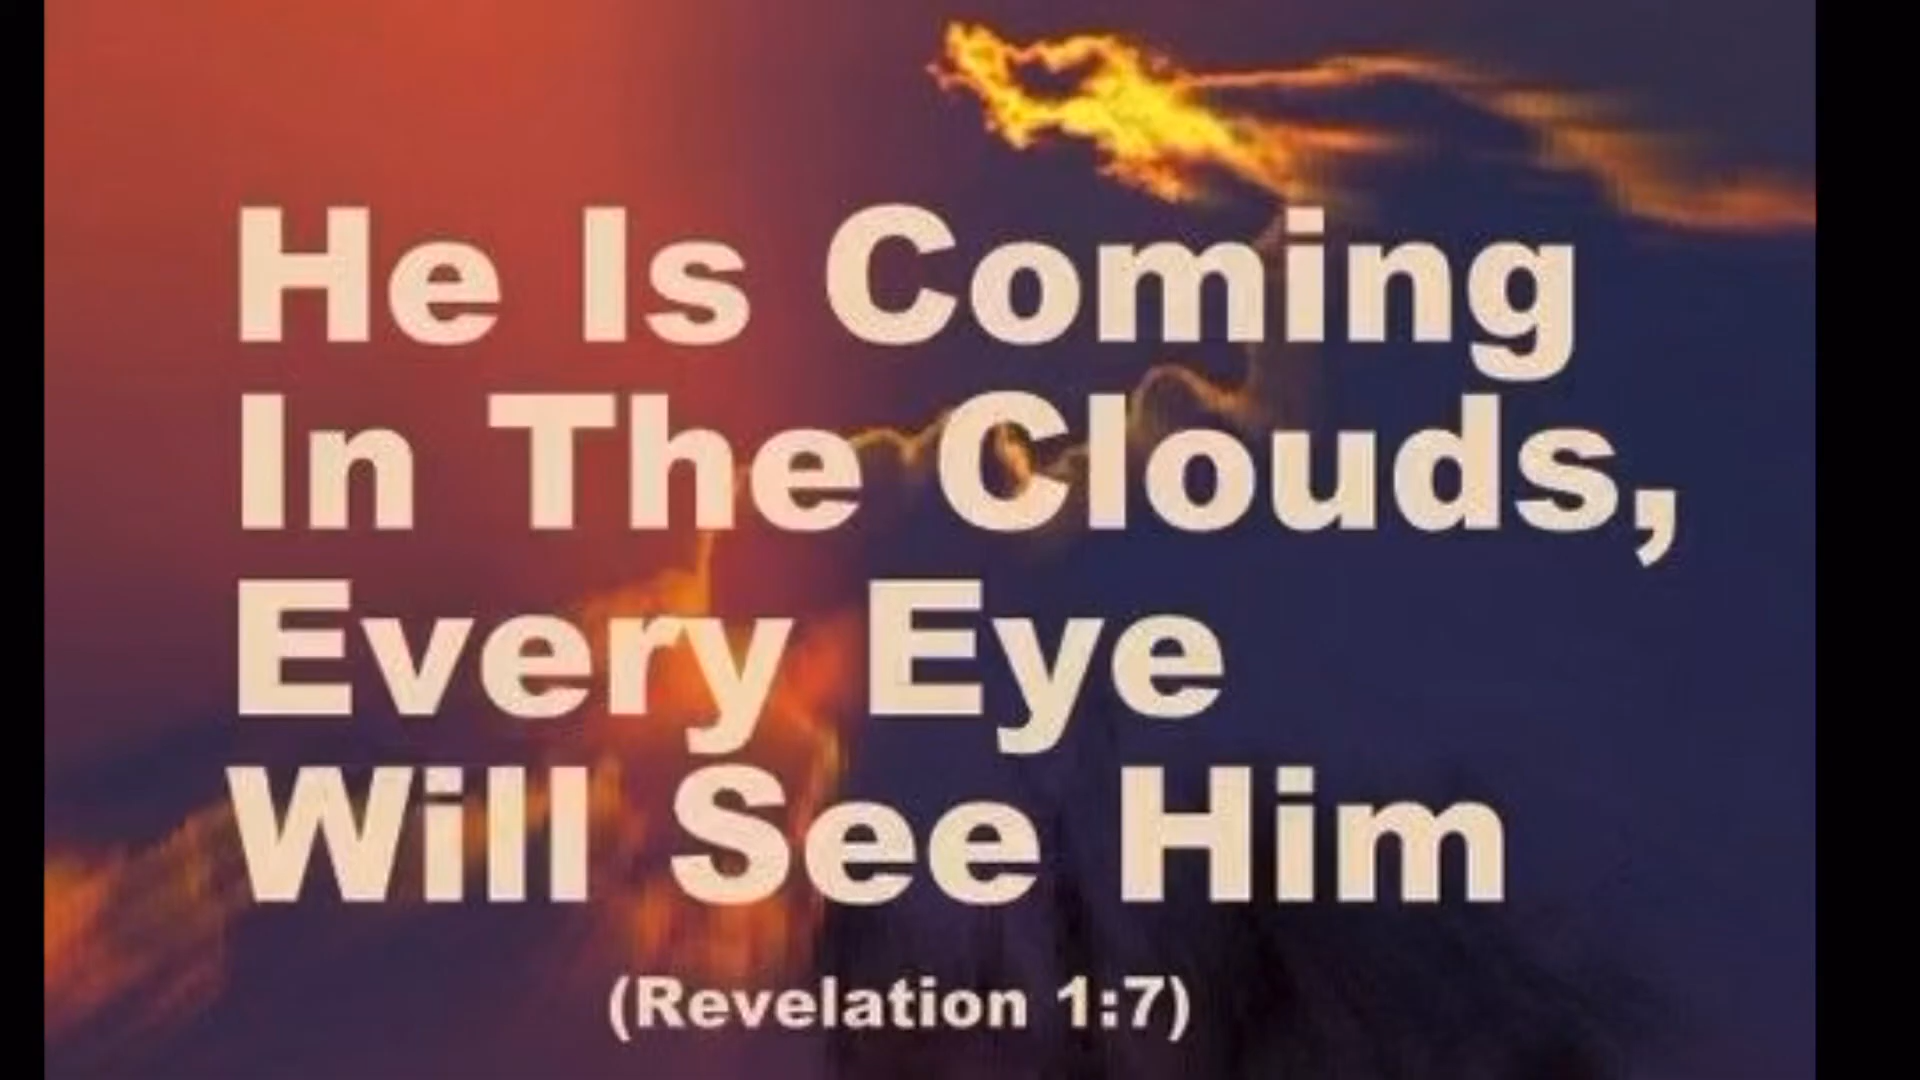 He Is Coming
In The Clouds,
Every Eye
Will See Him
(Revelation 1:7)